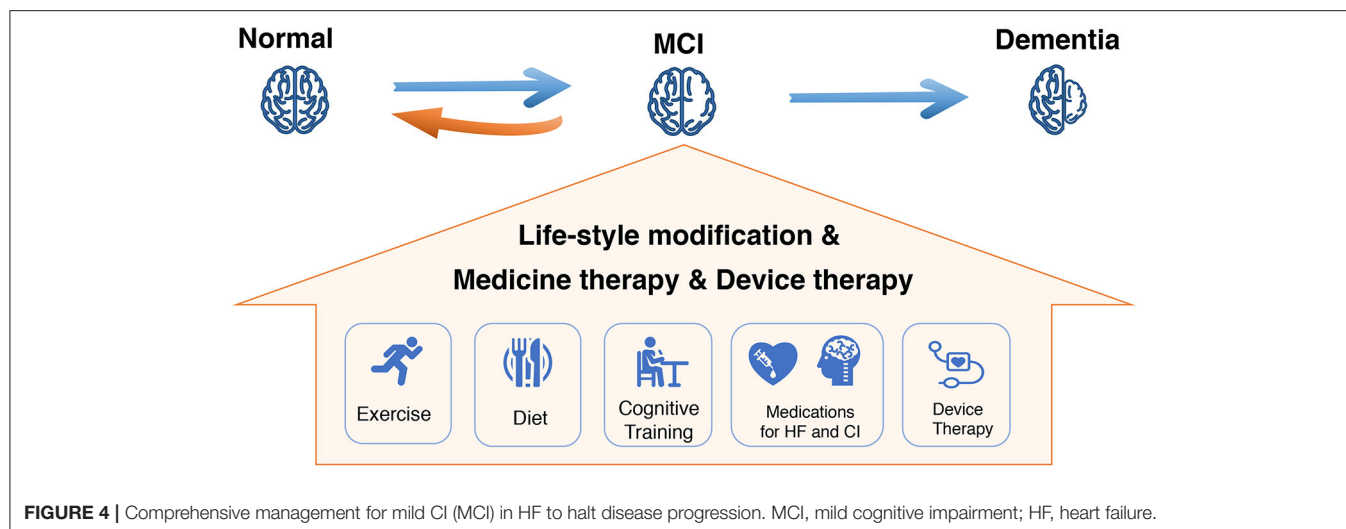 Normal
MCI
Dementia
Life-style modification &
Medicine therapy & Device therapy
Exercise
Diet
Cognitive
Training
Medications
for HF and CI
Device
Therapy
FIGURE 4 | Comprehensive management for mild CI (MCI) in HF to halt disease progression. MCI, mild cognitive impairment; HF, heart failure.